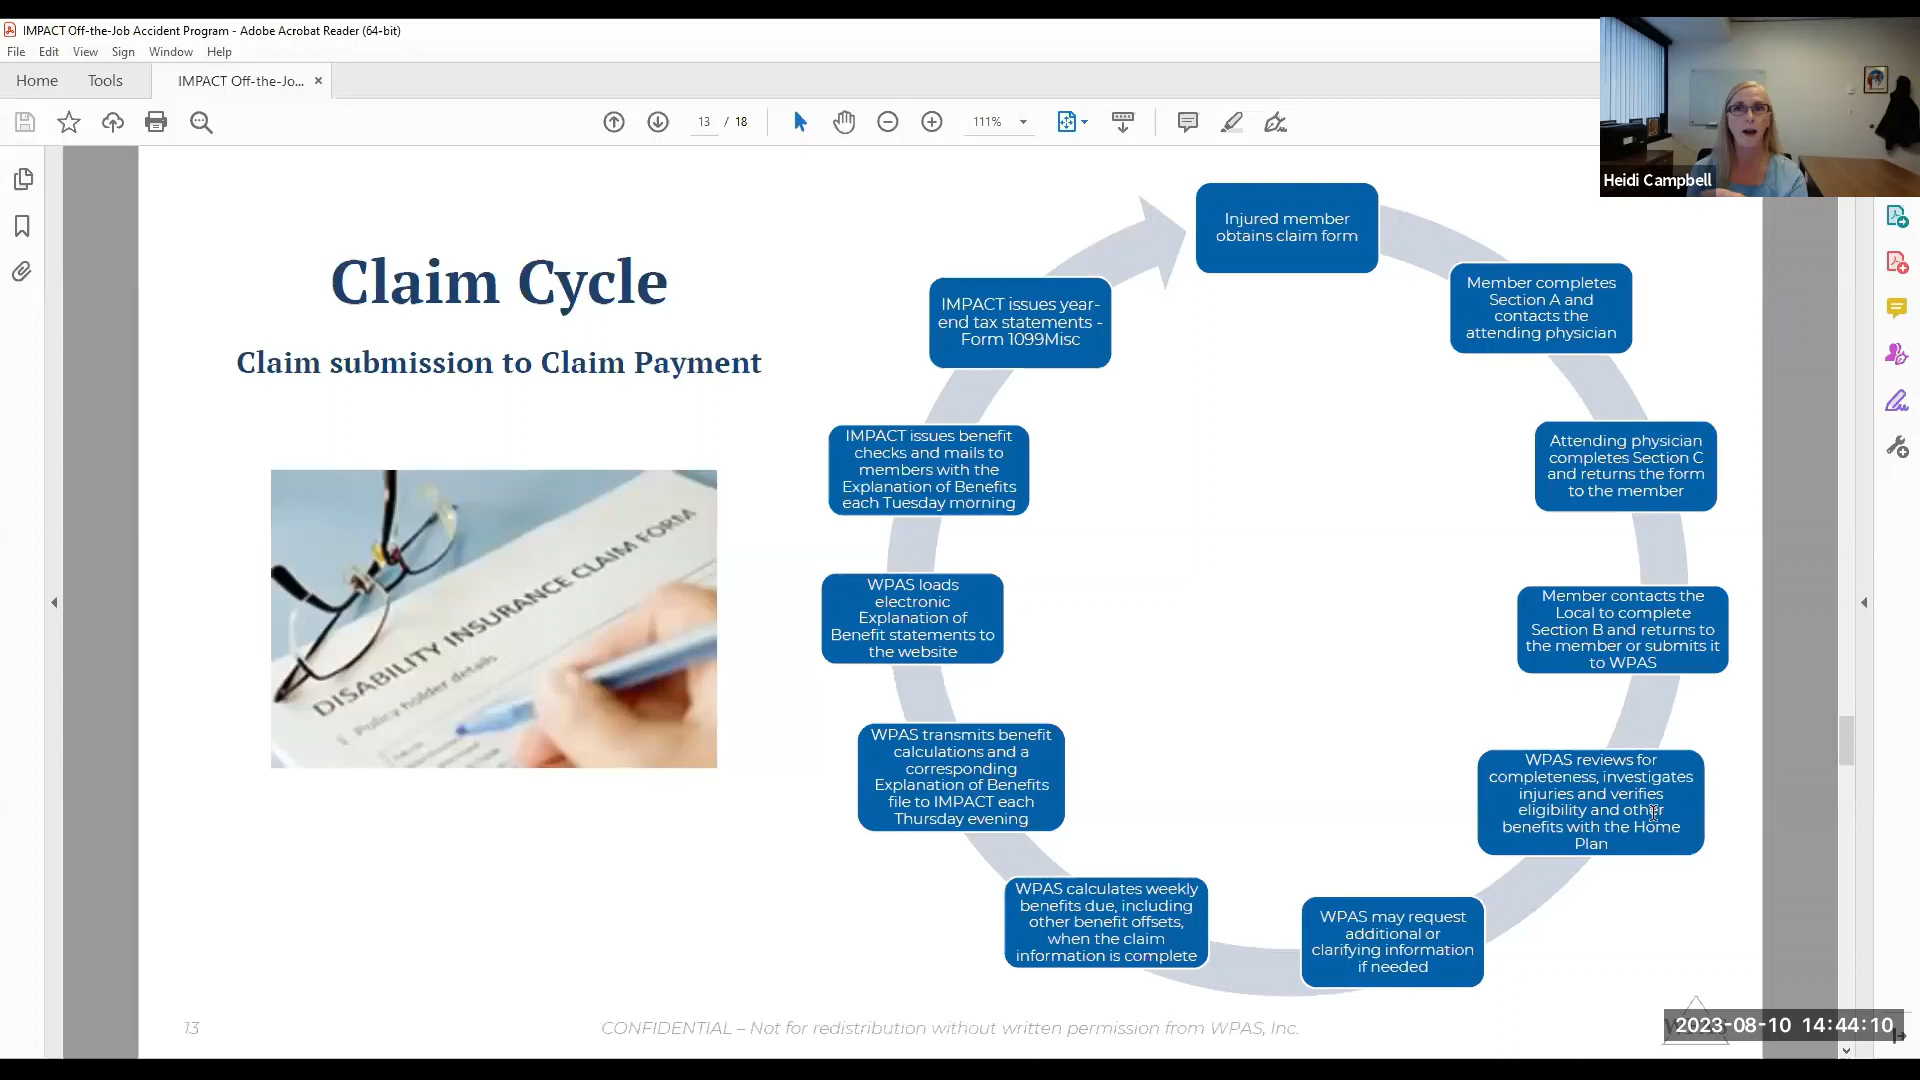 IMPACT Off-the-Job Accident Program - Adobe Acrobat Reader (64-bit)
File Edit View Sign Window Help
Home Tools IMPACT Off-the-Jo... ×
13 / 18 111%
Heidi Campbell
Claim Cycle
Claim submission to Claim Payment
DISABILITY INSURANCE CLAIM FORM
Policy holder details
Injured member
obtains claim form
Member completes
Section A and
contacts the
attending physician
Attending physician
completes Section C
and returns the form
to the member
Member contacts the
Local to complete
Section B and returns to
the member or submits it
to WPAS
WPAS reviews for
completeness, investigates
injuries and verifies
eligibility and other
benefits with the Home
Plan
WPAS may request
additional or
clarifying information
if needed
WPAS calculates weekly
benefits due, including
other benefit offsets,
when the claim
information is complete
WPAS transmits benefit
calculations and a
corresponding
Explanation of Benefits
file to IMPACT each
Thursday evening
WPAS loads
electronic
Explanation of
Benefit statements to
the website
IMPACT issues benefit
checks and mails to
members with the
Explanation of Benefits
each Tuesday morning
IMPACT issues year-
end tax statements -
Form 1099Misc
13
CONFIDENTIAL – Not for redistribution without written permission from WPAS, Inc.
2023-08-10 14:44:10